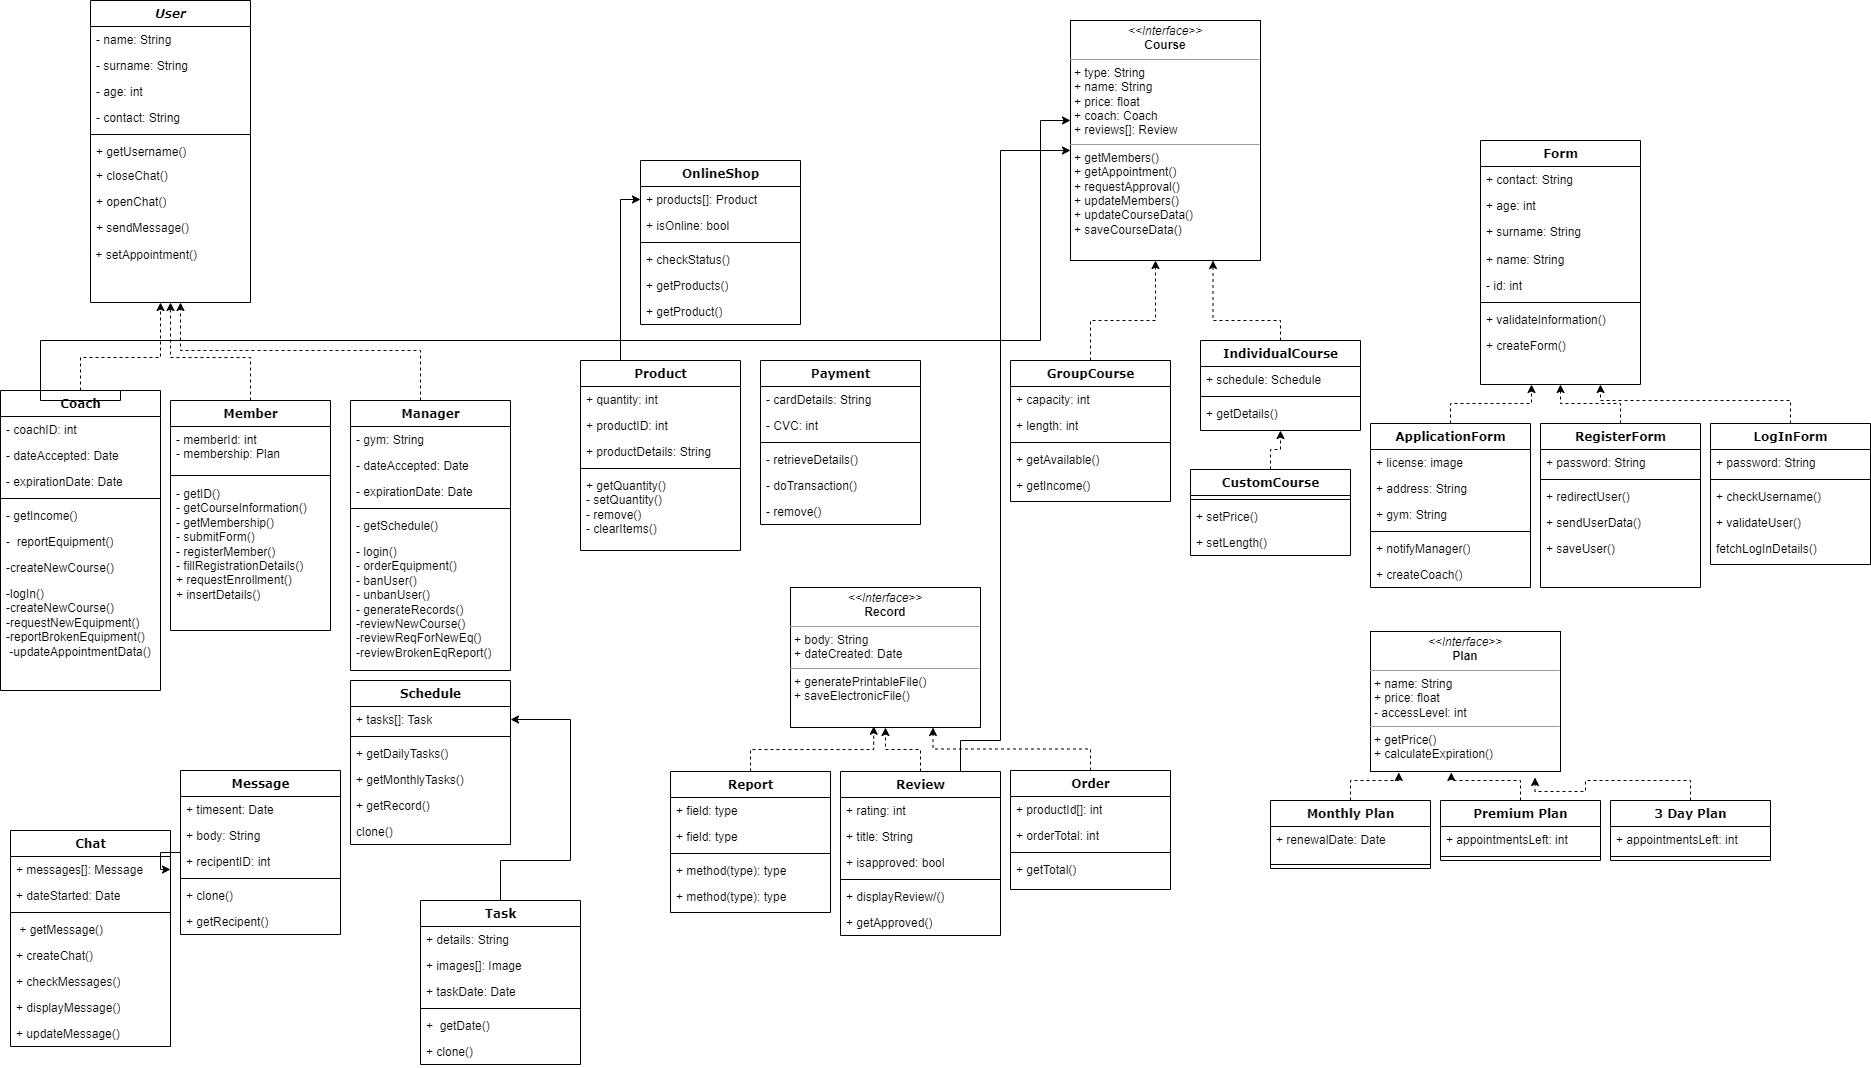 User
- name: String
- surname: String
- age: int
- contact: String
+ getUsername()
+ closeChat()
+ openChat()
+ sendMessage()
+ setAppointment()
<<Interface>>
Course
+ type: String
+ name: String
+ price: float
+ coach: Coach
+ reviews[]: Review
+ getMembers()
+ getAppointment()
+ requestApproval()
+ updateMembers()
+ updateCourseData()
+ saveCourseData()
OnlineShop
+ products[]: Product
+ isOnline: bool
+ checkStatus()
+ getProducts()
+ getProduct()
Form
+ contact: String
+ age: int
+ surname: String
+ name: String
- id: int
+ validateInformation()
+ createForm()
Coach
- coachID: int
- dateAccepted: Date
- expirationDate: Date
- getIncome()
-  reportEquipment()
-createNewCourse()
-logIn()
-createNewCourse()
-requestNewEquipment()
-reportBrokenEquipment()
-updateAppointmentData()
Member
- memberId: int
- membership: Plan
- getID()
- getCourseInformation()
- getMembership()
- submitForm()
- registerMember()
- fillRegistrationDetails()
+ requestEnrollment()
+ insertDetails()
Manager
- gym: String
- dateAccepted: Date
- expirationDate: Date
- getSchedule()
- login()
- orderEquipment()
- banUser()
- unbanUser()
- generateRecords()
-reviewNewCourse()
-reviewReqForNewEq()
-reviewBrokenEqReport()
Product
+ quantity: int
+ productID: int
+ productDetails: String
+ getQuantity()
- setQuantity()
- remove()
- clearItems()
Payment
- cardDetails: String
- CVC: int
- retrieveDetails()
- doTransaction()
- remove()
GroupCourse
+ capacity: int
+ length: int
+ getAvailable()
+ getIncome()
IndividualCourse
+ schedule: Schedule
+ getDetails()
CustomCourse
+ setPrice()
+ setLength()
ApplicationForm
+ license: image
+ address: String
+ gym: String
+ notifyManager()
+ createCoach()
RegisterForm
+ password: String
+ redirectUser()
+ sendUserData()
+ saveUser()
LogInForm
+ password: String
+ checkUsername()
+ validateUser()
fetchLogInDetails()
<<Interface>>
Record
+ body: String
+ dateCreated: Date
+ generatePrintableFile()
+ saveElectronicFile()
<<Interface>>
Plan
+ name: String
+ price: float
- accessLevel: int
+ getPrice()
+ calculateExpiration()
Schedule
+ tasks[]: Task
+ getDailyTasks()
+ getMonthlyTasks()
+ getRecord()
clone()
Message
+ timesent: Date
+ body: String
+ recipentID: int
+ clone()
+ getRecipent()
Chat
+ messages[]: Message
+ dateStarted: Date
+ getMessage()
+ createChat()
+ checkMessages()
+ displayMessage()
+ updateMessage()
Task
+ details: String
+ images[]: Image
+ taskDate: Date
+  getDate()
+ clone()
Report
+ field: type
+ field: type
+ method(type): type
+ method(type): type
Review
+ rating: int
+ title: String
+ isapproved: bool
+ displayReview/()
+ getApproved()
Order
+ productId[]: int
+ orderTotal: int
+ getTotal()
Monthly Plan
+ renewalDate: Date
Premium Plan
+ appointmentsLeft: int
3 Day Plan
+ appointmentsLeft: int